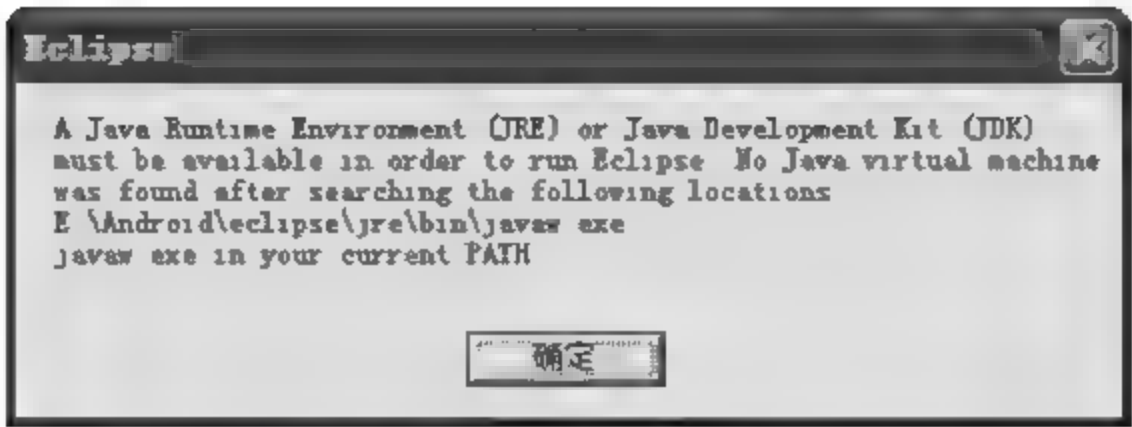 Eclipse
A Java Runtime Environment (JRE) or Java Development Kit (JDK)
must be available in order to run Eclipse No Java virtual machine
was found after searching the following locations
E \Android\eclipse\jre\bin\javaw exe
javaw exe in your current PATH
确定